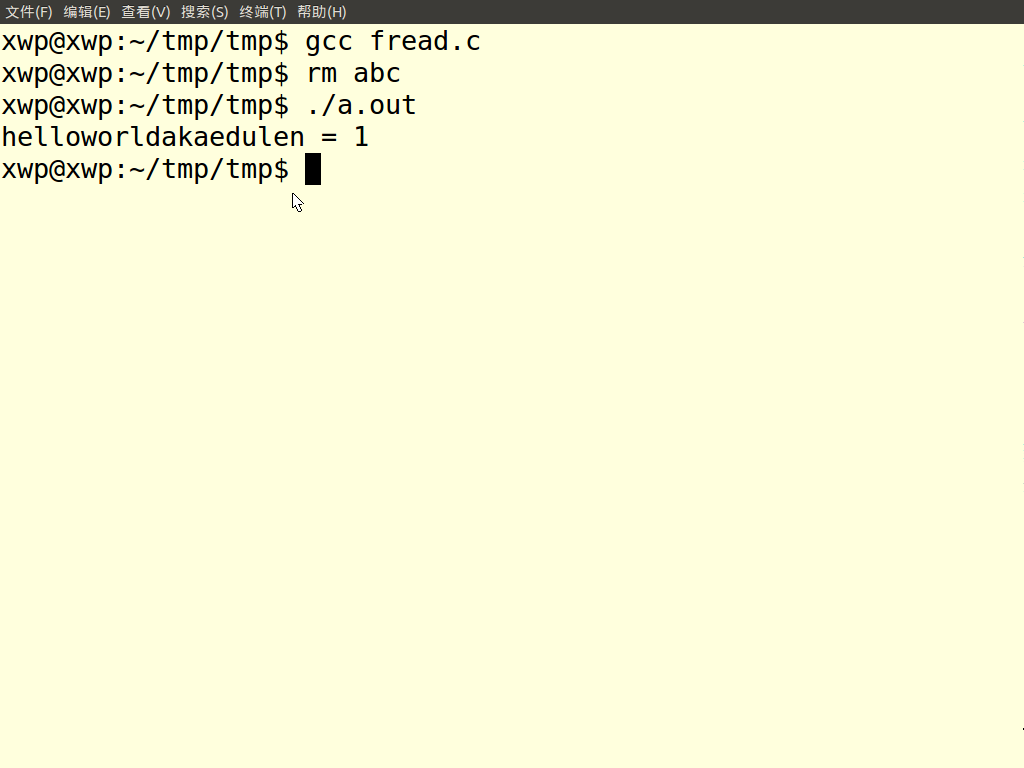 文件(F) 编辑(E) 查看(V) 搜索(S) 终端(T) 帮助(H)
xwp@xwp:~/tmp/tmp$ gcc fread.c
xwp@xwp:~/tmp/tmp$ rm abc
xwp@xwp:~/tmp/tmp$ ./a.out
helloworldakaedulen = 1
xwp@xwp:~/tmp/tmp$